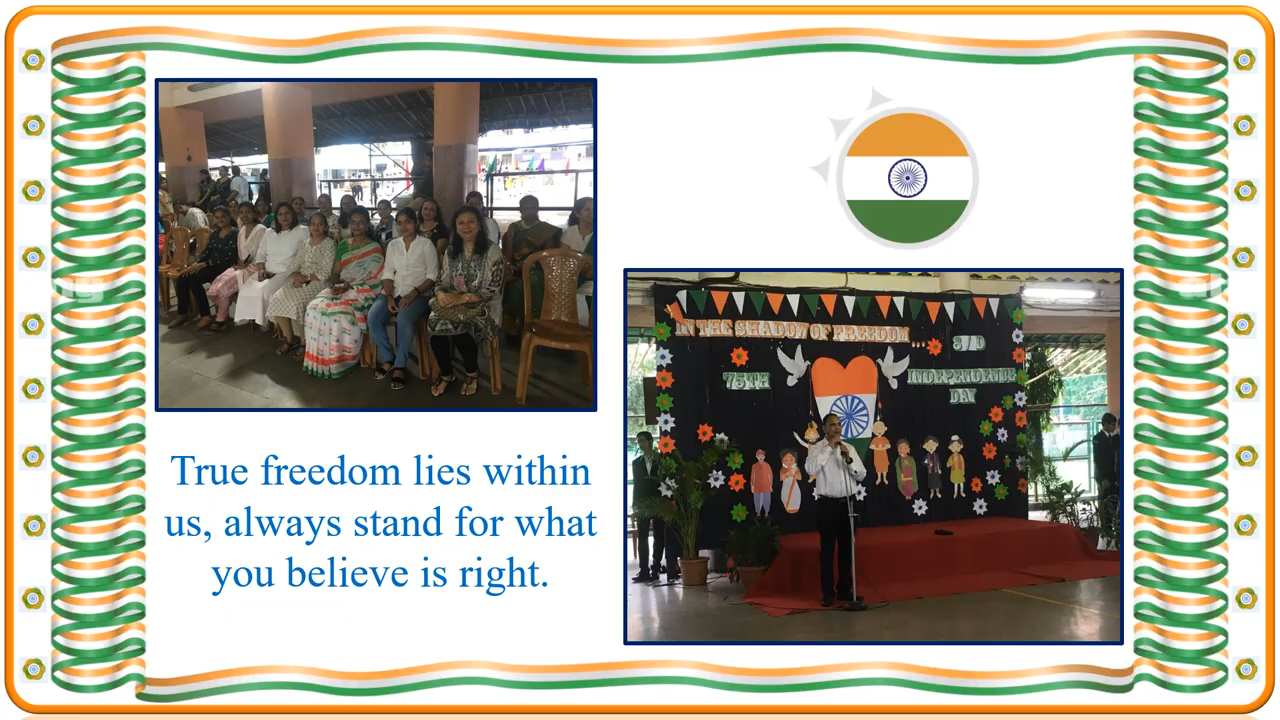 IN THE SHADOW OF FREEDOM...
3/D
75TH
INDEPENDENCE
DAY
True freedom lies within
us, always stand for what
you believe is right.